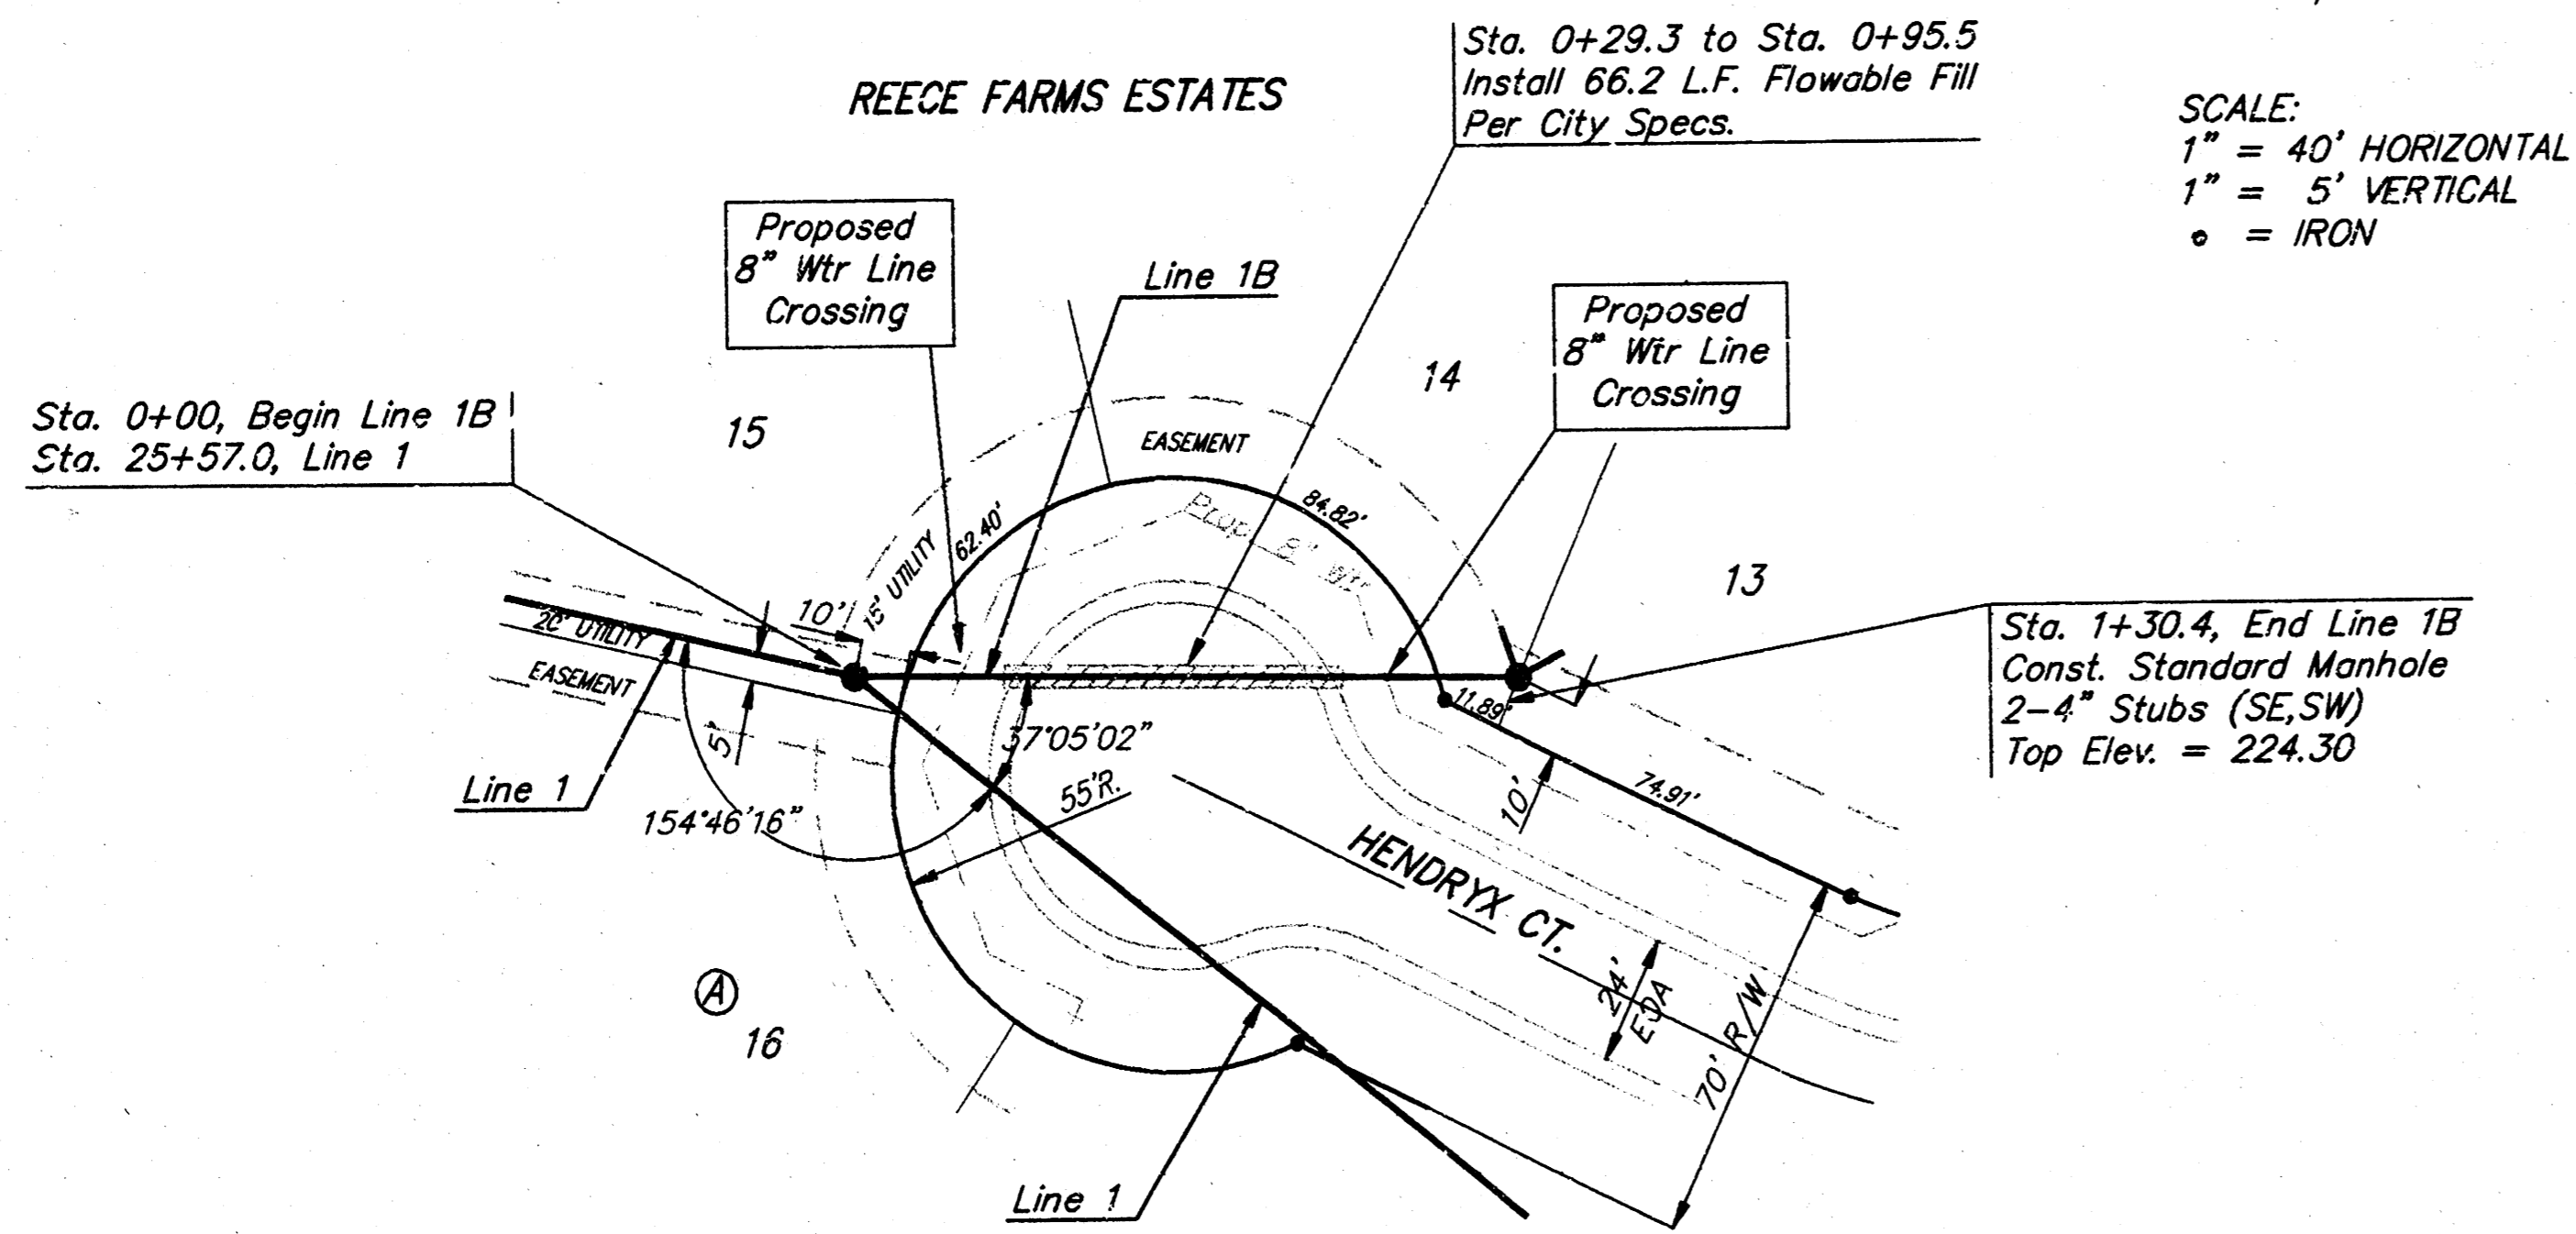 Sta. 0+29.3 to Sta. 0+95.5
Install 66.2 L.F. Flowable Fill
Per City Specs.
REECE FARMS ESTATES
SCALE:
1" = 40' HORIZONTAL
1" = 5' VERTICAL
= IRON
Proposed
8" Wtr Line
Crossing
Line 1B
Proposed
8" Wtr Line
Crossing
14
15
Sta. 0+00, Begin Line 1B
Sta. 25+57.0, Line 1
EASEMENT
84.82'
Prop. 8" Wtr
62.40'
15' UTILITY
13
10'
20' UTILITY
EASEMENT
Sta. 1+30.4, End Line 1B
Const. Standard Manhole
2-4" Stubs (SE,SW)
Top Elev. = 224.30
11.89'
5'
37°05'02"
55'R.
Line 1
154°46'16"
10'
74.91'
HENDRYX CT.
24'
EDA
70' R/W
A
16
Line 1